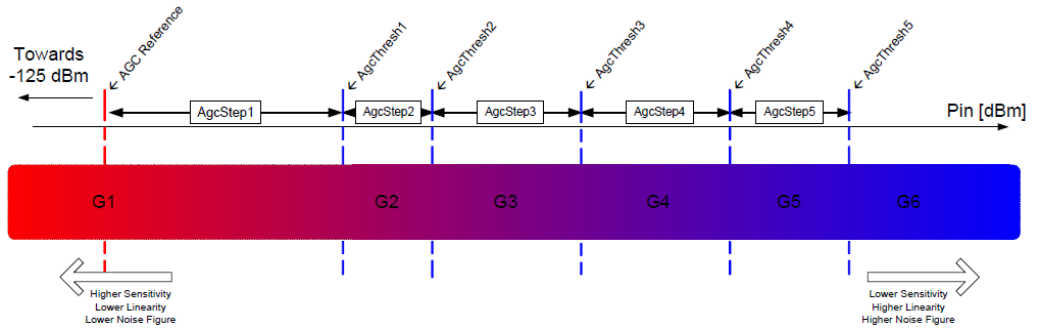 Towards
-125 dBm
← AGC Reference
← AgcThresh1
← AgcThresh2
← AgcThresh3
← AgcThresh4
← AgcThresh5
AgcStep1
AgcStep2
AgcStep3
AgcStep4
AgcStep5
Pin [dBm]
G1
G2
G3
G4
G5
G6
Higher Sensitivity
Lower Linearity
Lower Noise Figure
Lower Sensitivity
Higher Linearity
Higher Noise Figure